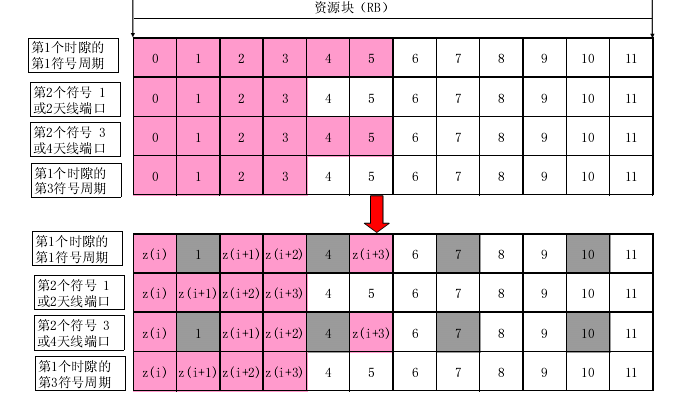 资源块（RB）
第1个时隙的
第1符号周期
0 1 2 3 4 5 6 7 8 9 10 11
第2个符号 1
或2天线端口
0 1 2 3 4 5 6 7 8 9 10 11
第2个符号 3
或4天线端口
0 1 2 3 4 5 6 7 8 9 10 11
第1个时隙的
第3符号周期
0 1 2 3 4 5 6 7 8 9 10 11
第1个时隙的
第1符号周期
z(i) 1 z(i+1) z(i+2) 4 z(i+3) 6 7 8 9 10 11
第2个符号 1
或2天线端口
z(i) z(i+1) z(i+2) z(i+3) 4 5 6 7 8 9 10 11
第2个符号 3
或4天线端口
z(i) 1 z(i+1) z(i+2) 4 z(i+3) 6 7 8 9 10 11
第1个时隙的
第3符号周期
z(i) z(i+1) z(i+2) z(i+3) 4 5 6 7 8 9 10 11